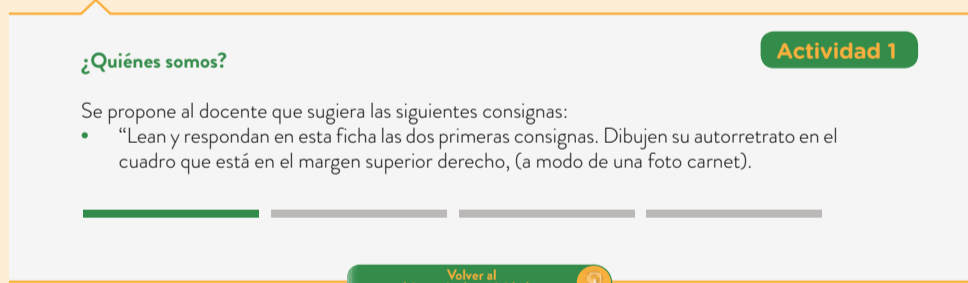 ¿Quiénes somos?
Actividad 1
Se propone al docente que sugiera las siguientes consignas:
• “Lean y respondan en esta ficha las dos primeras consignas. Dibujen su autorretrato en el
cuadro que está en el margen superior derecho, (a modo de una foto carnet).
Volver al